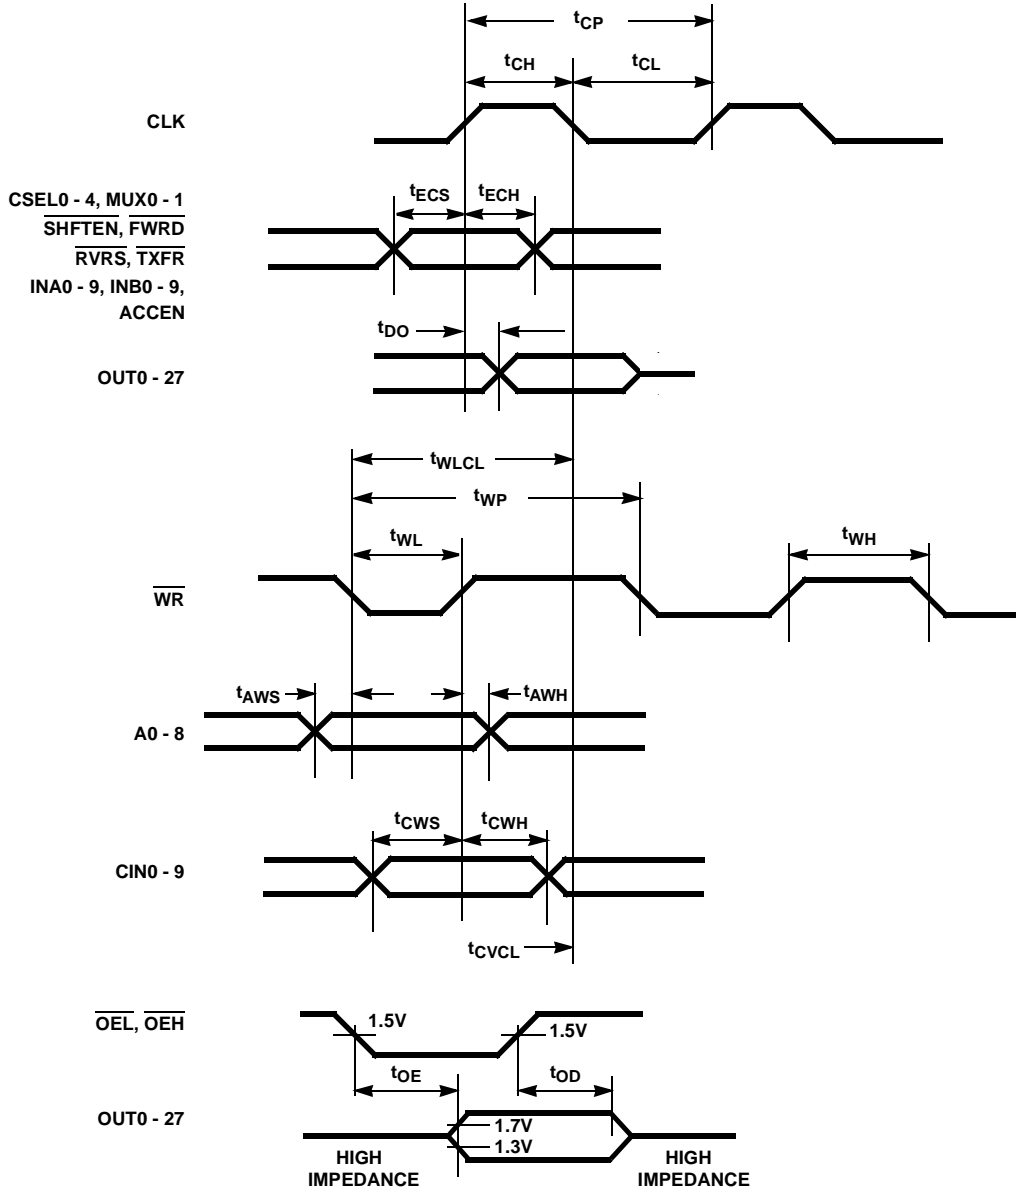 tCP
tCH
tCL
CLK
tECS
tECH
CSEL0 - 4, MUX0 - 1
SHFTEN, FWRD
RVRS, TXFR
INA0 - 9, INB0 - 9,
ACCEN
tDO
OUT0 - 27
tWLCL
tWP
tWL
tWH
WR
tAWS
tAWH
A0 - 8
tCWS
tCWH
CIN0 - 9
tCVCL
OEL, OEH
1.5V
1.5V
tOE
tOD
OUT0 - 27
1.7V
1.3V
HIGH
IMPEDANCE
HIGH
IMPEDANCE